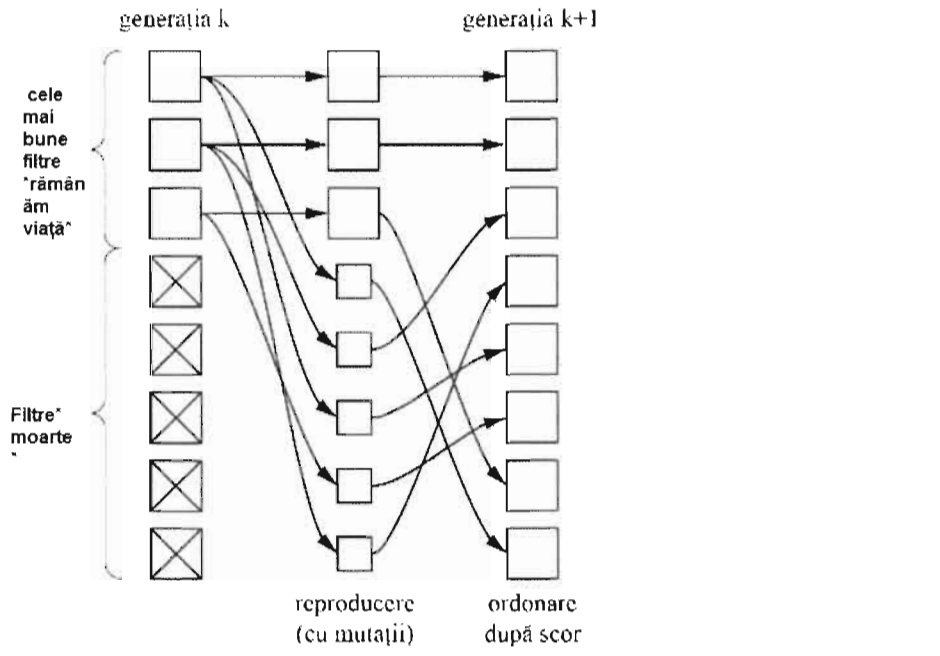 generația k
generația k+1
cele
mai
bune
filtre
"rămân
ăm
viață"
Filtre"
moarte
"
reproducere
(cu mutații)
ordonare
după scor